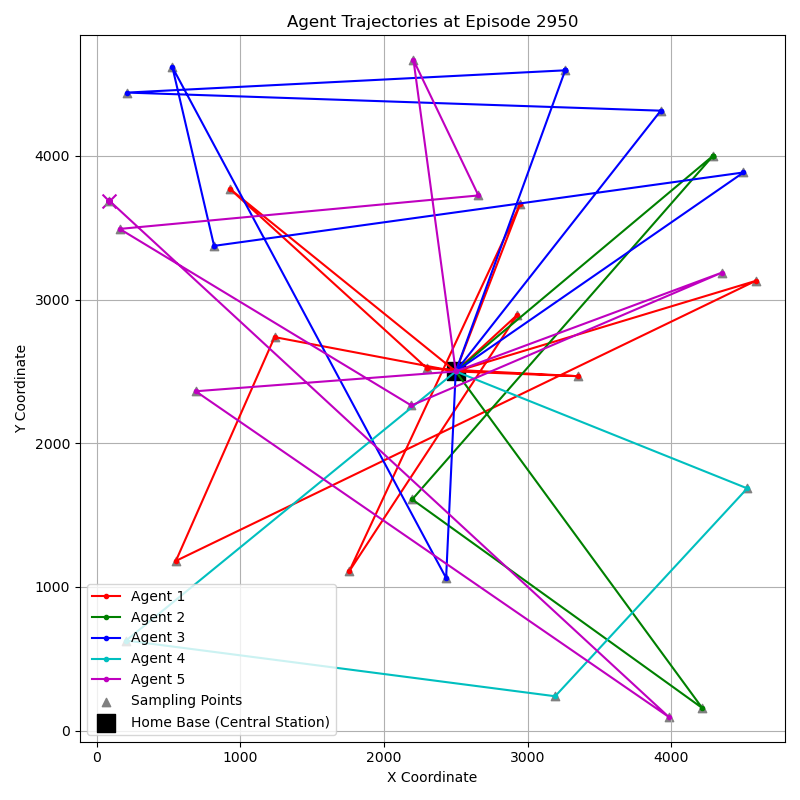 Agent Trajectories at Episode 2950
Y Coordinate
4000
3000
2000
1000
0
Agent 1
Agent 2
Agent 3
Agent 4
Agent 5
Sampling Points
Home Base (Central Station)
0 1000 2000 3000 4000
X Coordinate